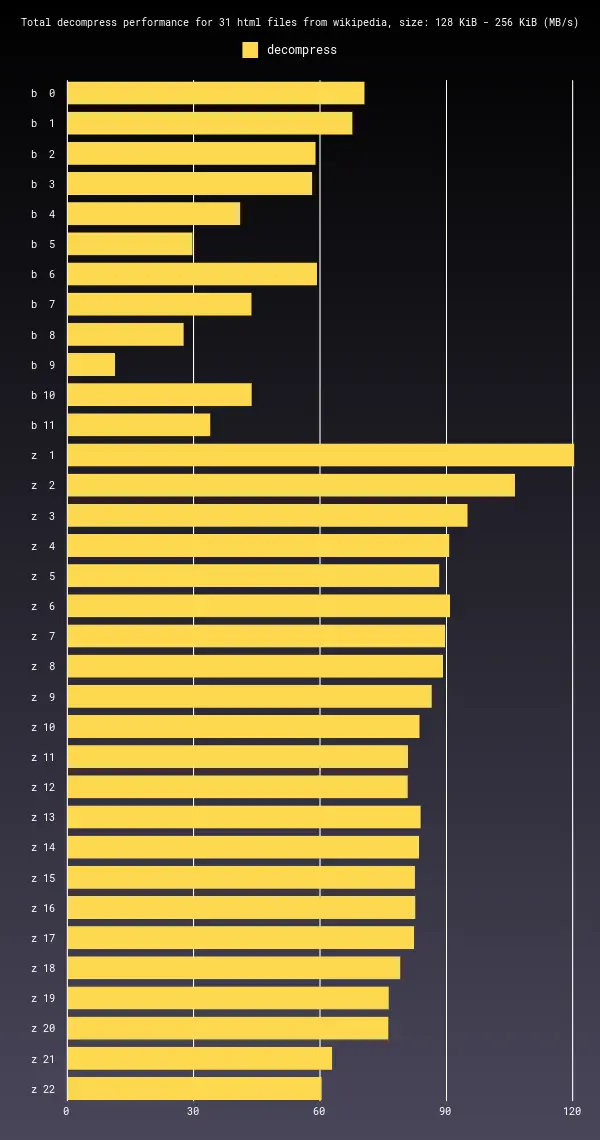 Total decompress performance for 31 html files from wikipedia, size: 128 KiB - 256 KiB (MB/s)
decompress
b 0
b 1
b 2
b 3
b 4
b 5
b 6
b 7
b 8
b 9
b 10
b 11
z 1
z 2
z 3
z 4
z 5
z 6
z 7
z 8
z 9
z 10
z 11
z 12
z 13
z 14
z 15
z 16
z 17
z 18
z 19
z 20
z 21
z 22
0 30 60 90 120